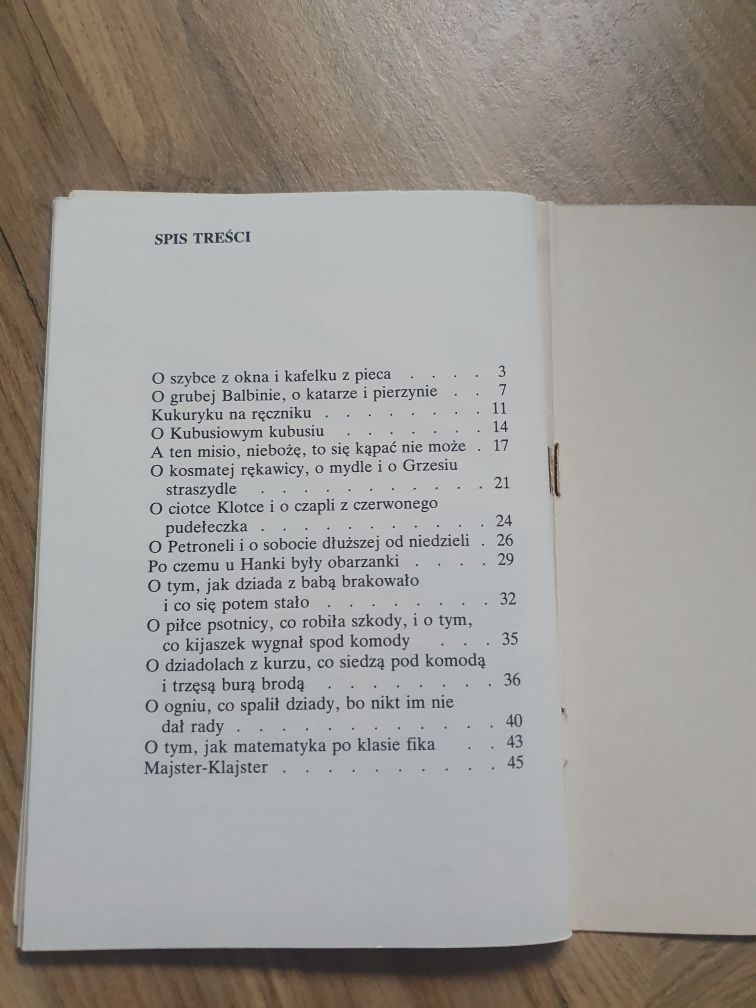 SPIS TREŚCI
O szybce z okna i kafelku z pieca . . . . 3
O grubej Balbinie, o katarze i pierzynie . . 7
Kukuryku na ręczniku . . . . . . . . 11
O Kubusiowym kubusiu . . . . . . . 14
A ten misio, niebożę, to się kąpać nie może . 17
O kosmatej rękawicy, o mydle i o Grzesiu
straszydle . . . . . . . . . . . 21
O ciotce Klotce i o czapli z czerwonego
pudełeczka . . . . . . . . . . . 24
O Petroneli i o sobocie dłuższej od niedzieli . 26
Po czemu u Hanki były obarzanki . . . . 29
O tym, jak dziada z babą brakowało
i co się potem stało . . . . . . . . 32
O piłce psotnicy, co robiła szkody, i o tym,
co kijaszek wygnał spod komody . . . 35
O dziadolach z kurzu, co siedzą pod komodą
i trzęsą burą brodą . . . . . . . . 36
O ogniu, co spalił dziady, bo nikt im nie
dał rady . . . . . . . . . . . . 40
O tym, jak matematyka po klasie fika . . 43
Majster-Klajster . . . . . . . . . . 45